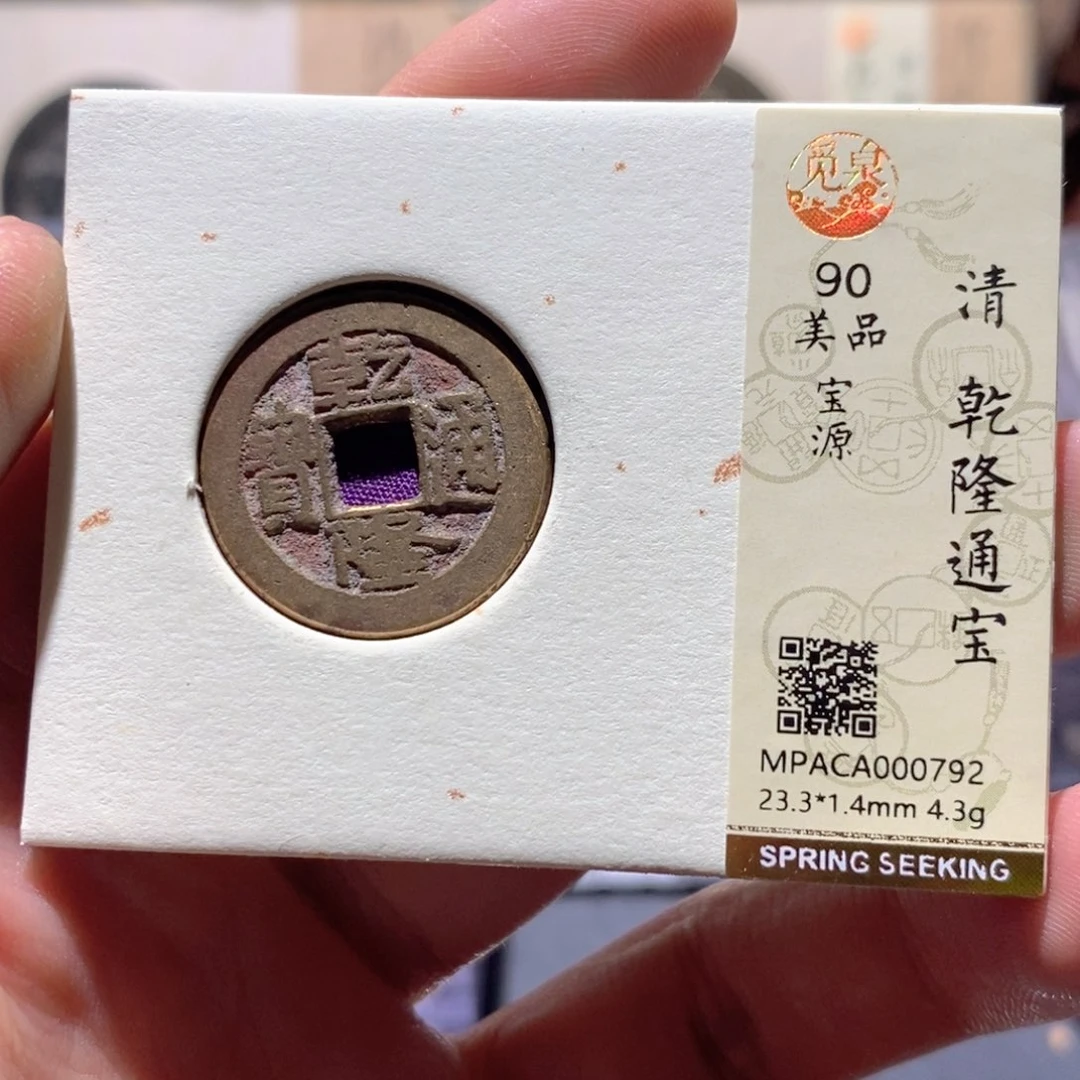 乾隆通寳
觅泉
清 乾隆通宝
90
美品
宝源
MPACA000792
23.3*1.4mm 4.3g
SPRING SEEKING